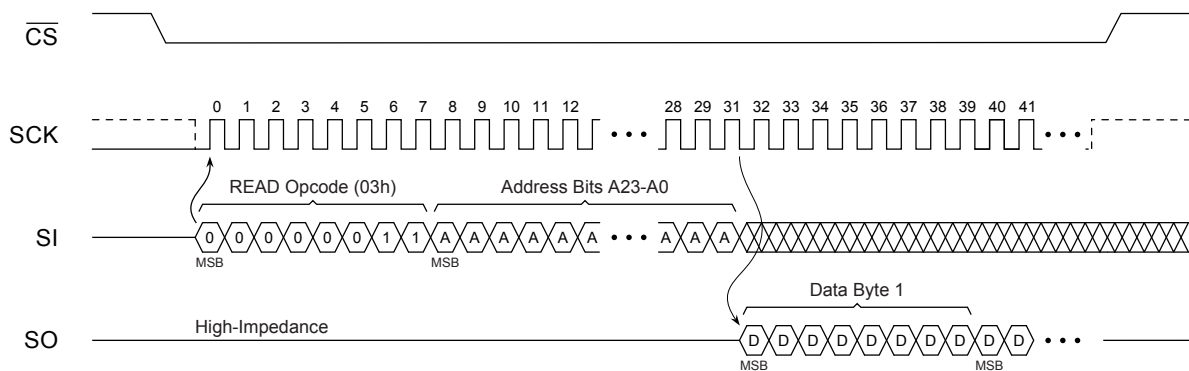 CS
0 1 2 3 4 5 6 7 8 9 10 11 12 28 29 30 31 32 33 34 35 36 37 38 39 40 41
SCK
READ Opcode (03h) Address Bits A23-A0
SI 0 0 0 0 0 0 1 1 A A A A A A A A A
MSB MSB
Data Byte 1
High-Impedance
SO D D D D D D D D D D
MSB MSB